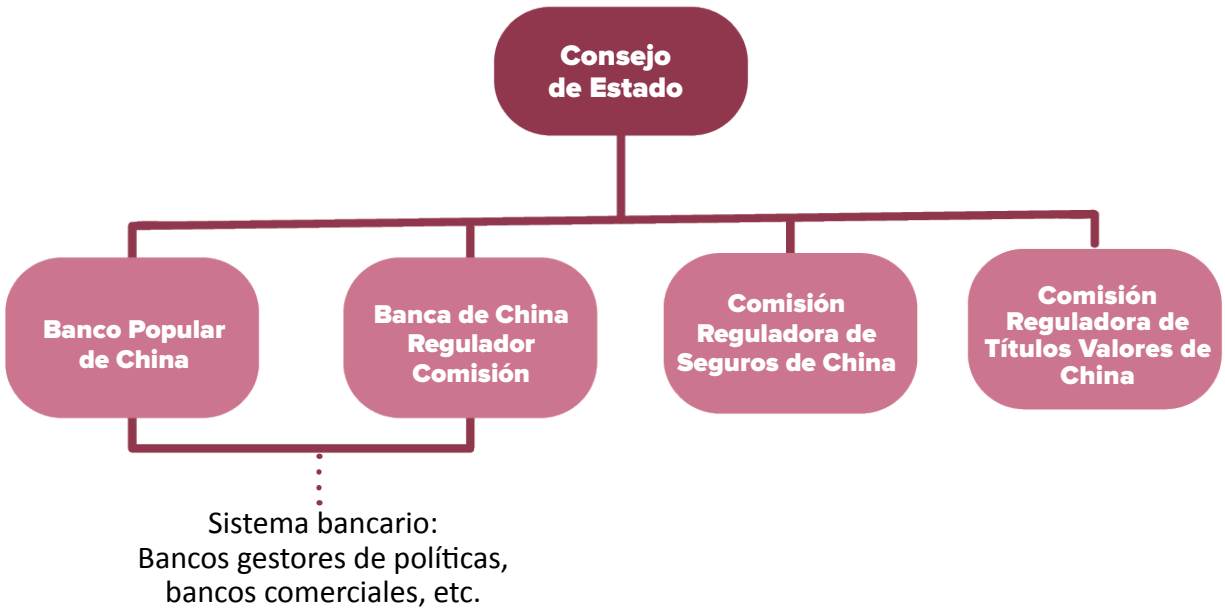 Consejo
de Estado
Banco Popular
de China
Banca de China
Regulador
Comisión
Comisión
Reguladora de
Seguros de China
Comisión
Reguladora de
Títulos Valores de
China
Sistema bancario:
Bancos gestores de políticas,
bancos comerciales, etc.